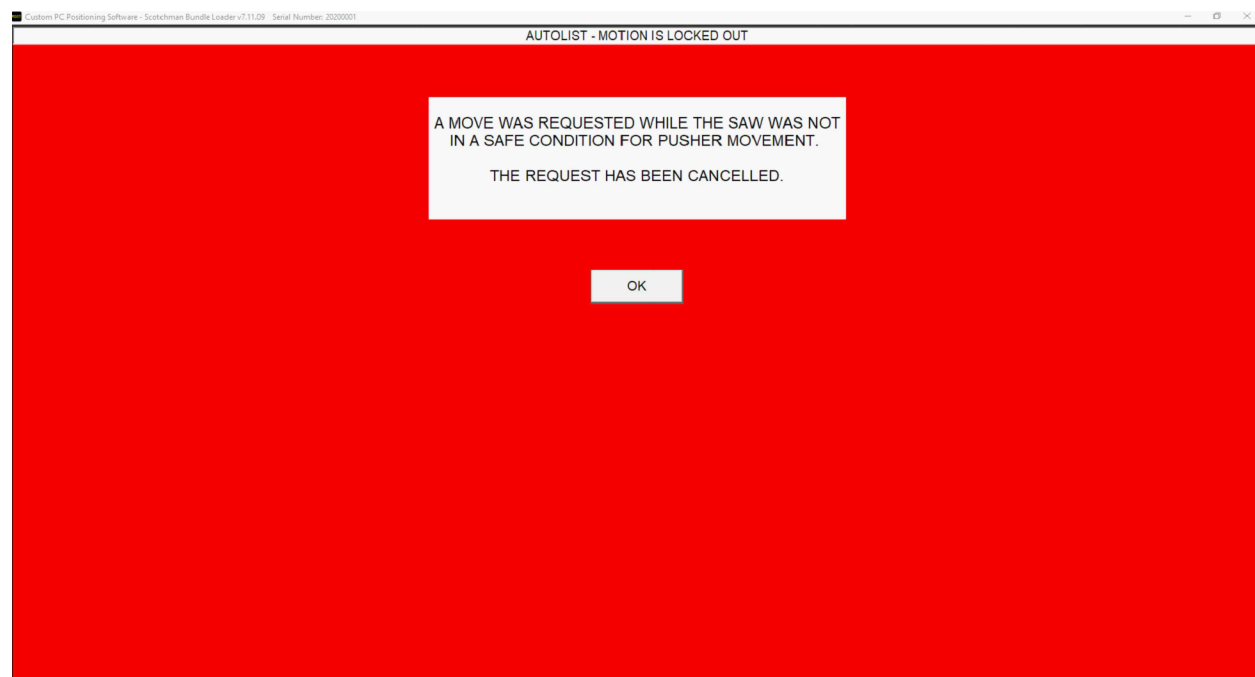 Custom PC Positioning Software - Scotchman Bundle Loader v7.11.09 Serial Number: 20200001
AUTOLIST - MOTION IS LOCKED OUT
A MOVE WAS REQUESTED WHILE THE SAW WAS NOT
IN A SAFE CONDITION FOR PUSHER MOVEMENT.
THE REQUEST HAS BEEN CANCELLED.
OK